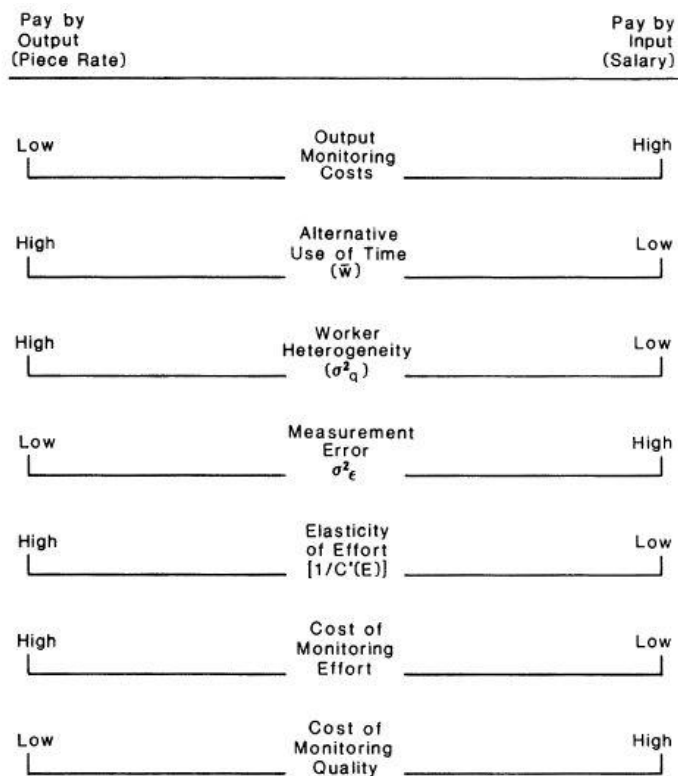 Pay by Output (Piece Rate)
Pay by Input (Salary)
Low
Output Monitoring Costs
High
High
Alternative Use of Time (w̄)
Low
High
Worker Heterogeneity (σ²q)
Low
Low
Measurement Error σ²ϵ
High
High
Elasticity of Effort [1/C'(E)]
Low
High
Cost of Monitoring Effort
Low
Low
Cost of Monitoring Quality
High